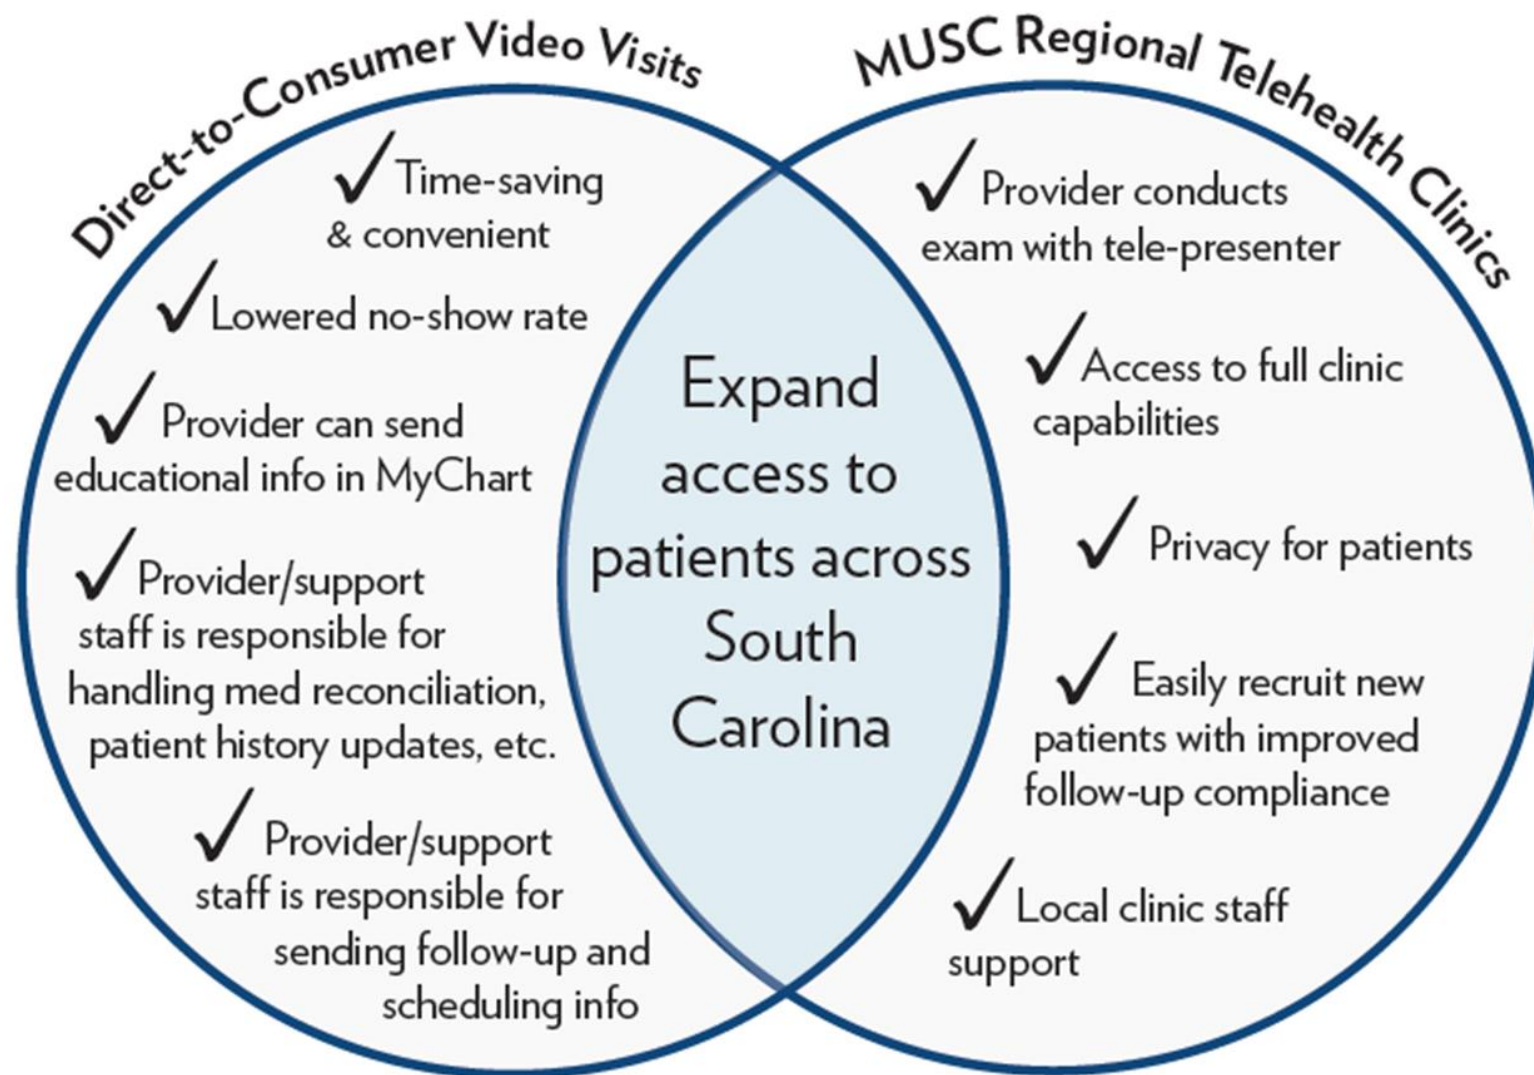 Direct-to-Consumer Video Visits
Time-saving
& convenient
Lowered no-show rate
Provider can send
educational info in MyChart
Provider/support
staff is responsible for
handling med reconciliation,
patient history updates, etc.
Provider/support
staff is responsible for
sending follow-up and
scheduling info
Expand
access to
patients across
South
Carolina
MUSC Regional Telehealth Clinics
Provider conducts
exam with tele-presenter
Access to full clinic
capabilities
Privacy for patients
Easily recruit new
patients with improved
follow-up compliance
Local clinic staff
support